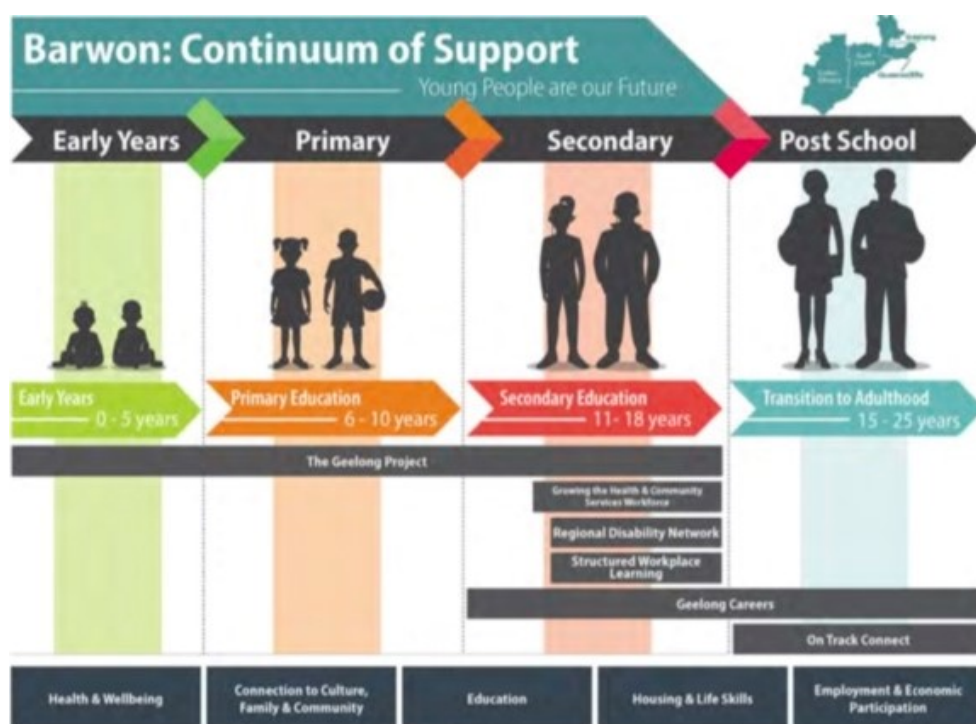 Barwon: Continuum of Support
Young People are our Future
Early Years
Primary
Secondary
Post School
Early Years
0 - 5 years
Primary Education
6 - 10 years
Secondary Education
11- 18 years
Transition to Adulthood
15 - 25 years
The Geelong Project
Growing the Health & Community
Services Workforce
Regional Disability Network
Structured Workplace
Learning
Geelong Careers
On Track Connect
Health & Wellbeing
Connection to Culture,
Family & Community
Education
Housing & Life Skills
Employment & Economic
Participation